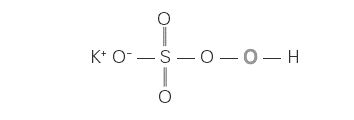 O
K⁺ O⁻ — S — O — O — H
O